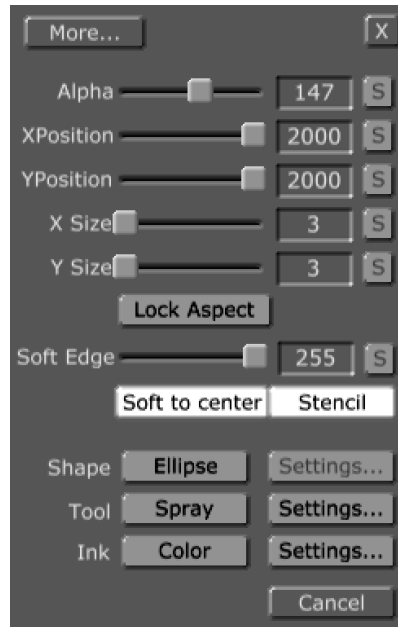 More... X
Alpha 147 S
XPosition 2000 S
YPosition 2000 S
X Size 3 S
Y Size 3 S
Lock Aspect
Soft Edge 255 S
Soft to center Stencil
Shape Ellipse Settings...
Tool Spray Settings...
Ink Color Settings...
Cancel